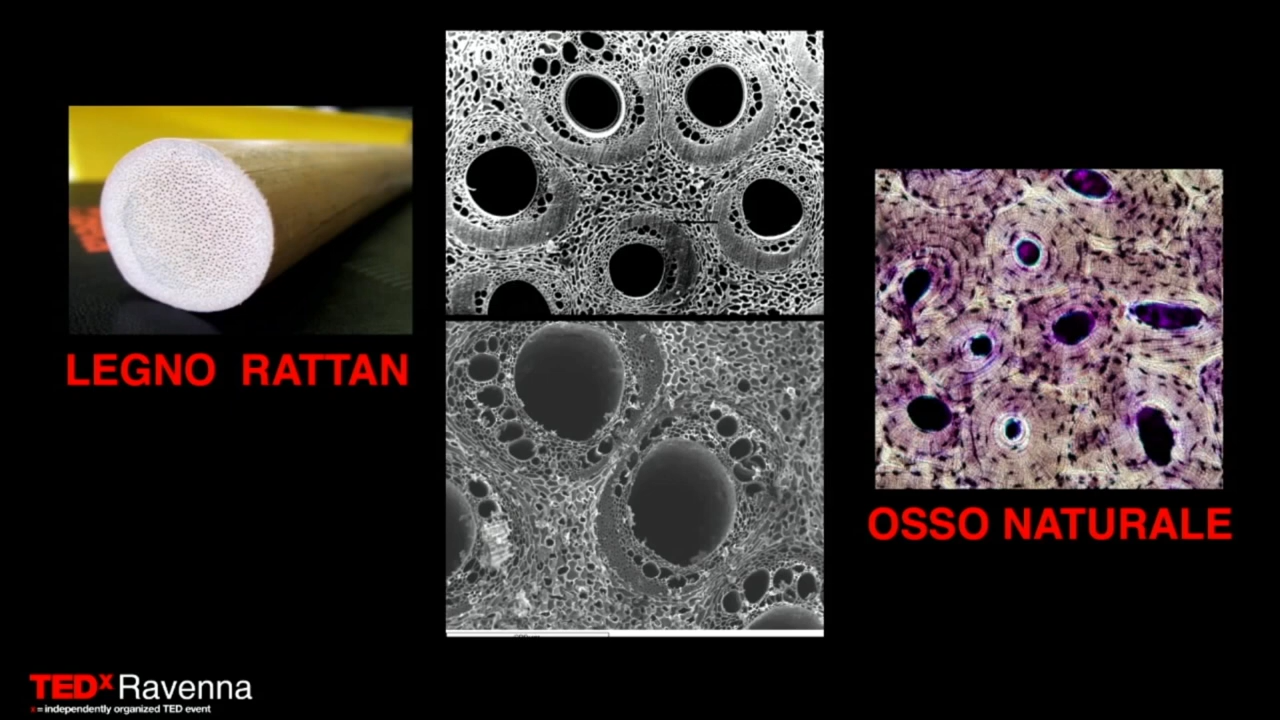 LEGNO RATTAN
OSSO NATURALE
TEDx Ravenna
x = independently organized TED event